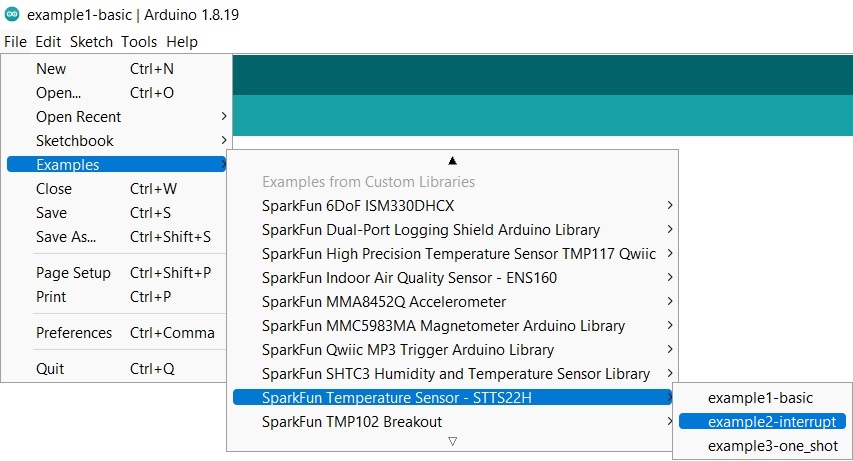 example1-basic | Arduino 1.8.19
File Edit Sketch Tools Help
New Ctrl+N
Open... Ctrl+O
Open Recent
Sketchbook
Examples
Close Ctrl+W
Save Ctrl+S
Save As... Ctrl+Shift+S
Page Setup Ctrl+Shift+P
Print Ctrl+P
Preferences Ctrl+Comma
Quit Ctrl+Q
Examples from Custom Libraries
SparkFun 6DoF ISM330DHCX
SparkFun Dual-Port Logging Shield Arduino Library
SparkFun High Precision Temperature Sensor TMP117 Qwiic
SparkFun Indoor Air Quality Sensor - ENS160
SparkFun MMA8452Q Accelerometer
SparkFun MMC5983MA Magnetometer Arduino Library
SparkFun Qwiic MP3 Trigger Arduino Library
SparkFun SHTC3 Humidity and Temperature Sensor Library
SparkFun Temperature Sensor - STTS22H
SparkFun TMP102 Breakout
example1-basic
example2-interrupt
example3-one_shot